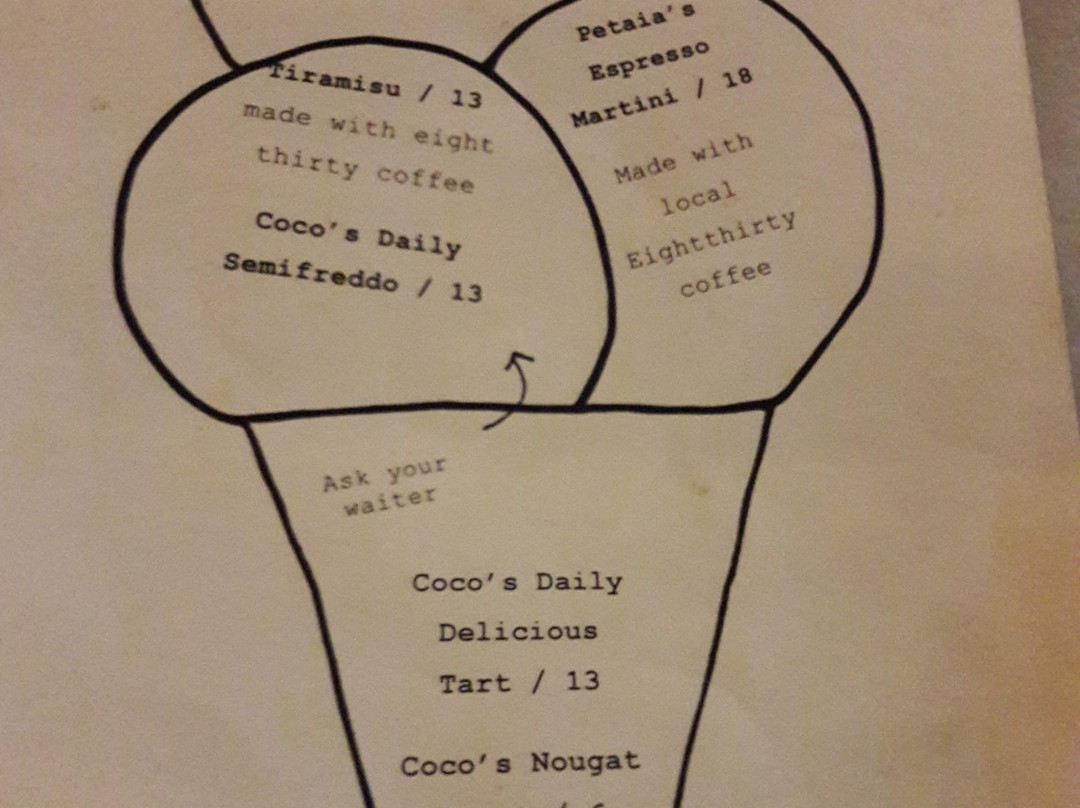 Tiramisu / 13
made with eight
thirty coffee
Coco's Daily
Semifreddo / 13
Petaia's
Espresso
Martini / 18
Made with
local
Eightthirty
coffee
Ask your
waiter
Coco's Daily
Delicious
Tart / 13
Coco's Nougat